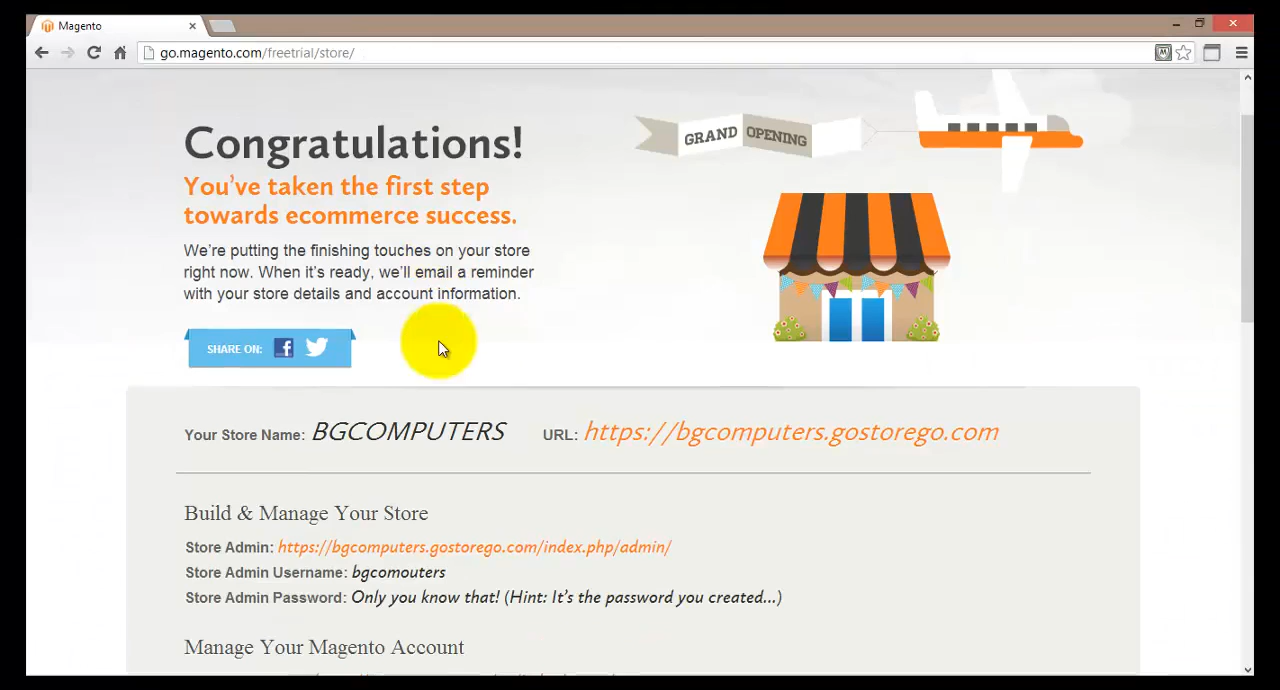 Magento
go.magento.com/freetrial/store/
Congratulations!
GRAND OPENING
You've taken the first step
towards ecommerce success.
We're putting the finishing touches on your store
right now. When it's ready, we'll email a reminder
with your store details and account information.
SHARE ON:
Your Store Name: BGCOMPUTERS URL: https://bgcomputers.gostorego.com
Build & Manage Your Store
Store Admin: https://bgcomputers.gostorego.com/index.php/admin/
Store Admin Username: bgcomouters
Store Admin Password: Only you know that! (Hint: It's the password you created...)
Manage Your Magento Account